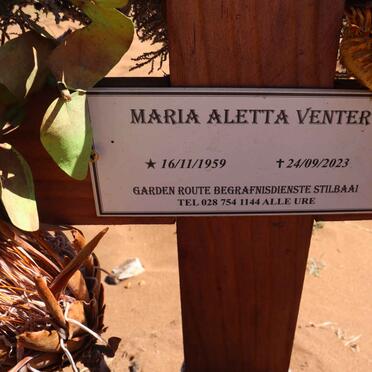 MARIA ALETTA VENTER
★ 16/11/1959 ✝ 24/09/2023
GARDEN ROUTE BEGRAFNISDIENSTE STILBAAI
TEL 028 754 1144 ALLE URE